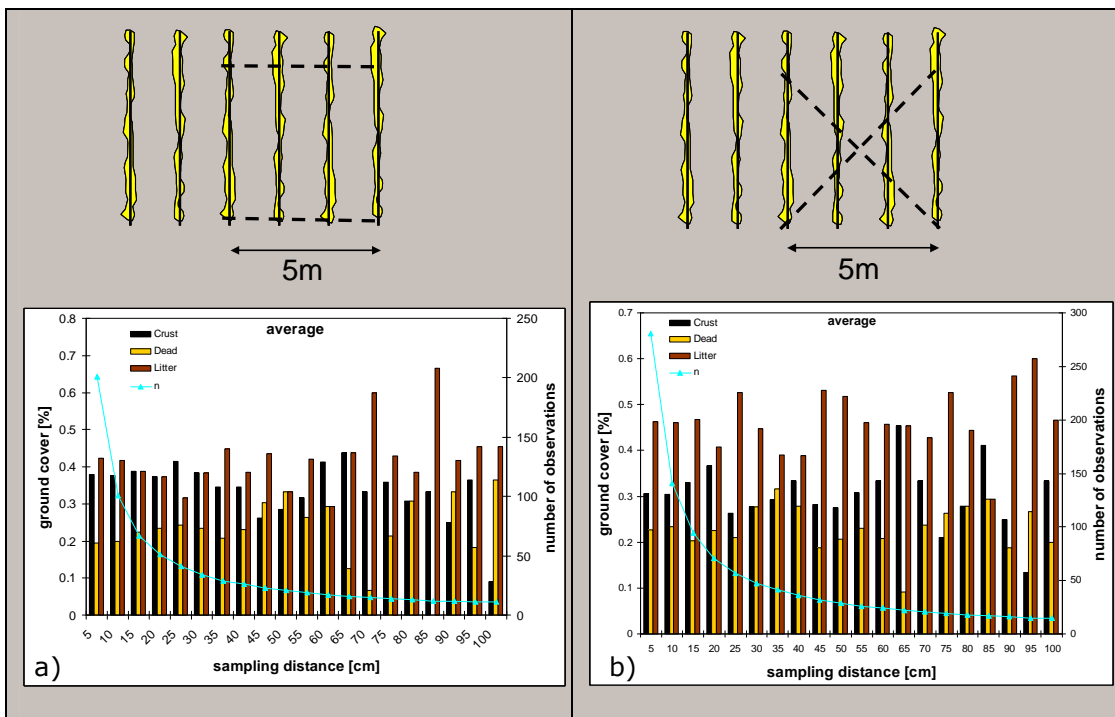 5m
average
Crust
Dead
Litter
n
0.8
0.7
0.6
0.5
0.4
0.3
0.2
0.1
0
ground cover [%]
250
200
150
100
50
0
number of observations
5 10 15 20 25 30 35 40 45 50 55 60 65 70 75 80 85 90 95 100
sampling distance [cm]
a)
5m
average
Crust
Dead
Litter
n
0.7
0.6
0.5
0.4
0.3
0.2
0.1
0
ground cover [%]
300
250
200
150
100
50
0
number of observations
5 10 15 20 25 30 35 40 45 50 55 60 65 70 75 80 85 90 95 100
sampling distance [cm]
b)